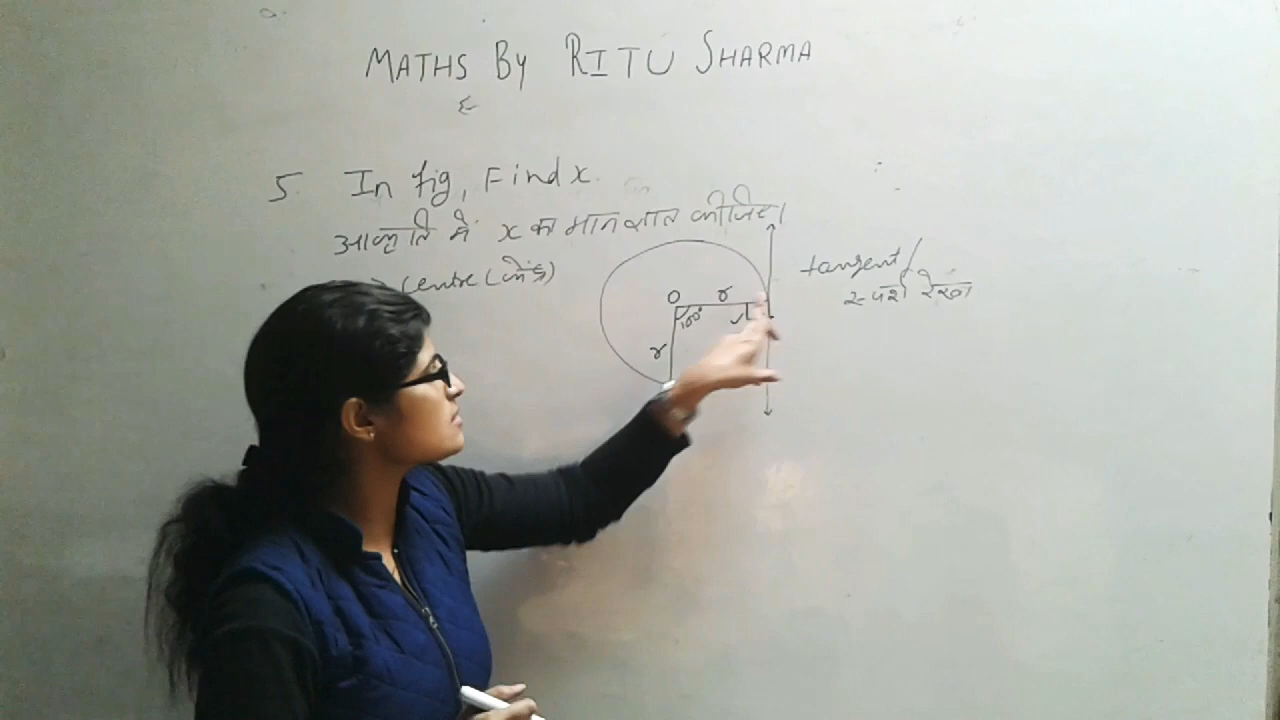 MATHS BY RITU SHARMA
5. In fig, Find x.
आकृति में x का मान ज्ञात कीजिए।
centre (केंद्र)
tangent/
स्पर्श रेखा
O r
100°
r